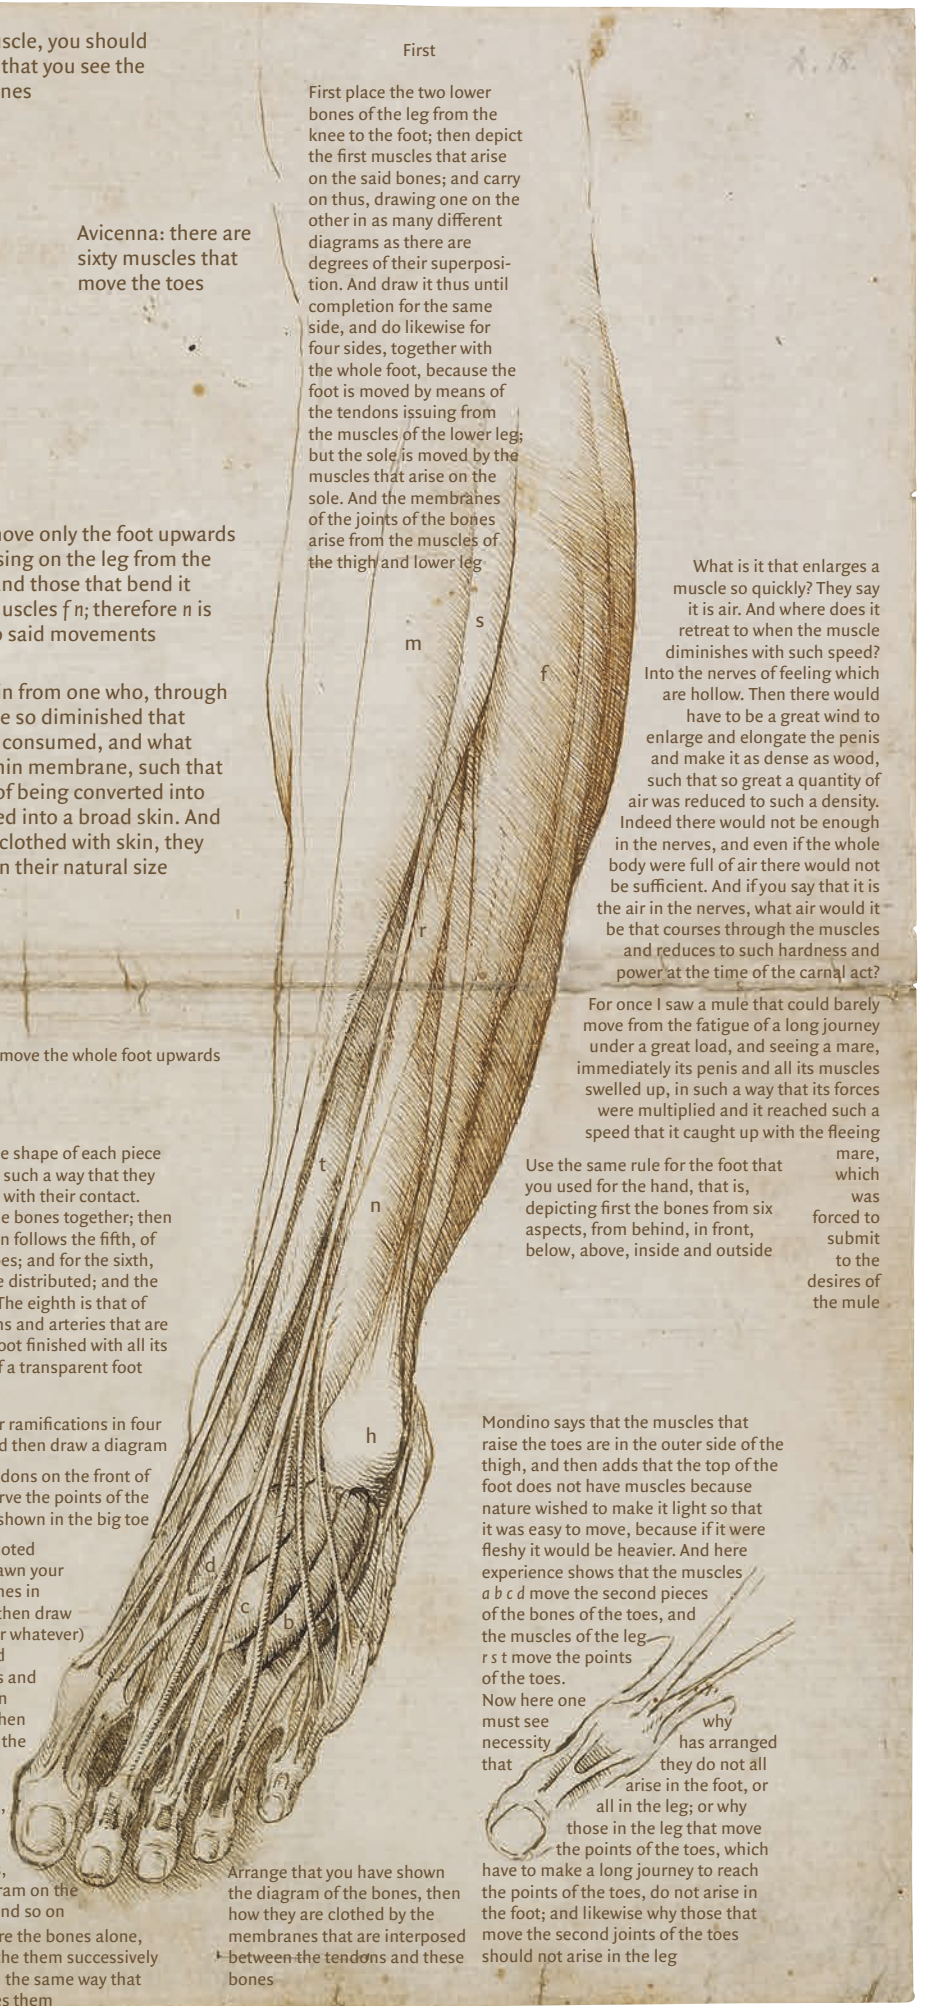 scle, you should
that you see the
nes
First
First place the two lower
bones of the leg from the
knee to the foot; then depict
the first muscles that arise
on the said bones; and carry
on thus, drawing one on the
other in as many different
diagrams as there are
degrees of their superposi-
tion. And draw it thus until
completion for the same
side, and do likewise for
four sides, together with
the whole foot, because the
foot is moved by means of
the tendons issuing from
the muscles of the lower leg;
but the sole is moved by the
muscles that arise on the
sole. And the membranes
of the joints of the bones
arise from the muscles of
the thigh and lower leg
Avicenna: there are
sixty muscles that
move the toes
ove only the foot upwards
sing on the leg from the
nd those that bend it
uscles f n; therefore n is
said movements
in from one who, through
e so diminished that
consumed, and what
hin membrane, such that
of being converted into
ed into a broad skin. And
clothed with skin, they
n their natural size
m
s
f
r
t
n
h
d
c
b
What is it that enlarges a
muscle so quickly? They say
it is air. And where does it
retreat to when the muscle
diminishes with such speed?
Into the nerves of feeling which
are hollow. Then there would
have to be a great wind to
enlarge and elongate the penis
and make it as dense as wood,
such that so great a quantity of
air was reduced to such a density.
Indeed there would not be enough
in the nerves, and even if the whole
body were full of air there would not
be sufficient. And if you say that it is
the air in the nerves, what air would it
be that courses through the muscles
and reduces to such hardness and
power at the time of the carnal act?
For once I saw a mule that could barely
move from the fatigue of a long journey
under a great load, and seeing a mare,
immediately its penis and all its muscles
swelled up, in such a way that its forces
were multiplied and it reached such a
speed that it caught up with the fleeing
mare,
which
was
forced to
submit
to the
desires of
the mule
Use the same rule for the foot that
you used for the hand, that is,
depicting first the bones from six
aspects, from behind, in front,
below, above, inside and outside
move the whole foot upwards
e shape of each piece
such a way that they
with their contact.
e bones together; then
n follows the fifth, of
es; and for the sixth,
e distributed; and the
The eighth is that of
ns and arteries that are
oot finished with all its
f a transparent foot
r ramifications in four
d then draw a diagram
dons on the front of
rve the points of the
shown in the big toe
oted
awn your
nes in
then draw
r whatever)
d
s and
n
hen
the
,
,
ram on the
nd so on
re the bones alone,
the them successively
the same way that
es them
Mondino says that the muscles that
raise the toes are in the outer side of the
thigh, and then adds that the top of the
foot does not have muscles because
nature wished to make it light so that
it was easy to move, because if it were
fleshy it would be heavier. And here
experience shows that the muscles
a b c d move the second pieces
of the bones of the toes, and
the muscles of the leg
r s t move the points
of the toes.
Now here one
must see why
necessity has arranged
that they do not all
arise in the foot, or
all in the leg; or why
those in the leg that move
the points of the toes, which
have to make a long journey to reach
the points of the toes, do not arise in
the foot; and likewise why those that
move the second joints of the toes
should not arise in the leg
Arrange that you have shown
the diagram of the bones, then
how they are clothed by the
membranes that are interposed
between the tendons and these
bones